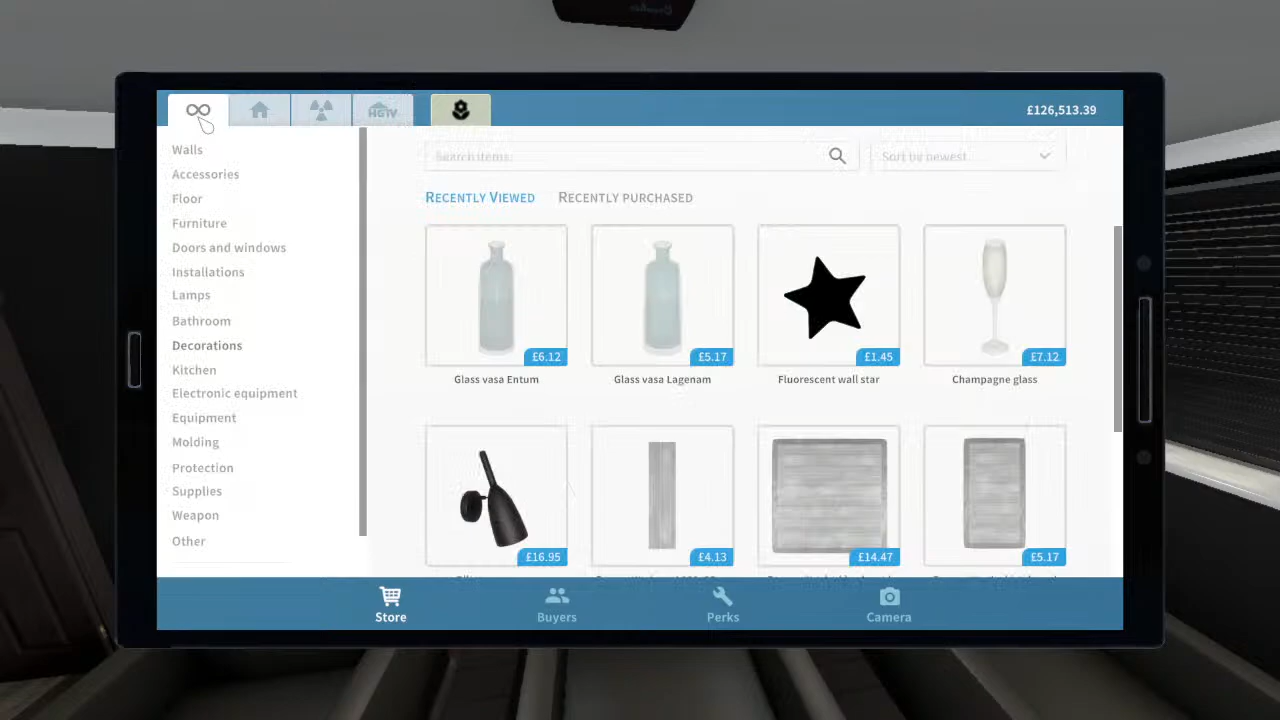 HGTV
£126,513.39
Walls
Accessories
Floor
Furniture
Doors and windows
Installations
Lamps
Bathroom
Decorations
Kitchen
Electronic equipment
Equipment
Molding
Protection
Supplies
Weapon
Other
Search items
Sort by newest
RECENTLY VIEWED RECENTLY PURCHASED
£6.12 £5.17 £1.45 £7.12
Glass vasa Entum Glass vasa Lagenam Fluorescent wall star Champagne glass
£16.95 £4.13 £14.47 £5.17
Store Buyers Perks Camera